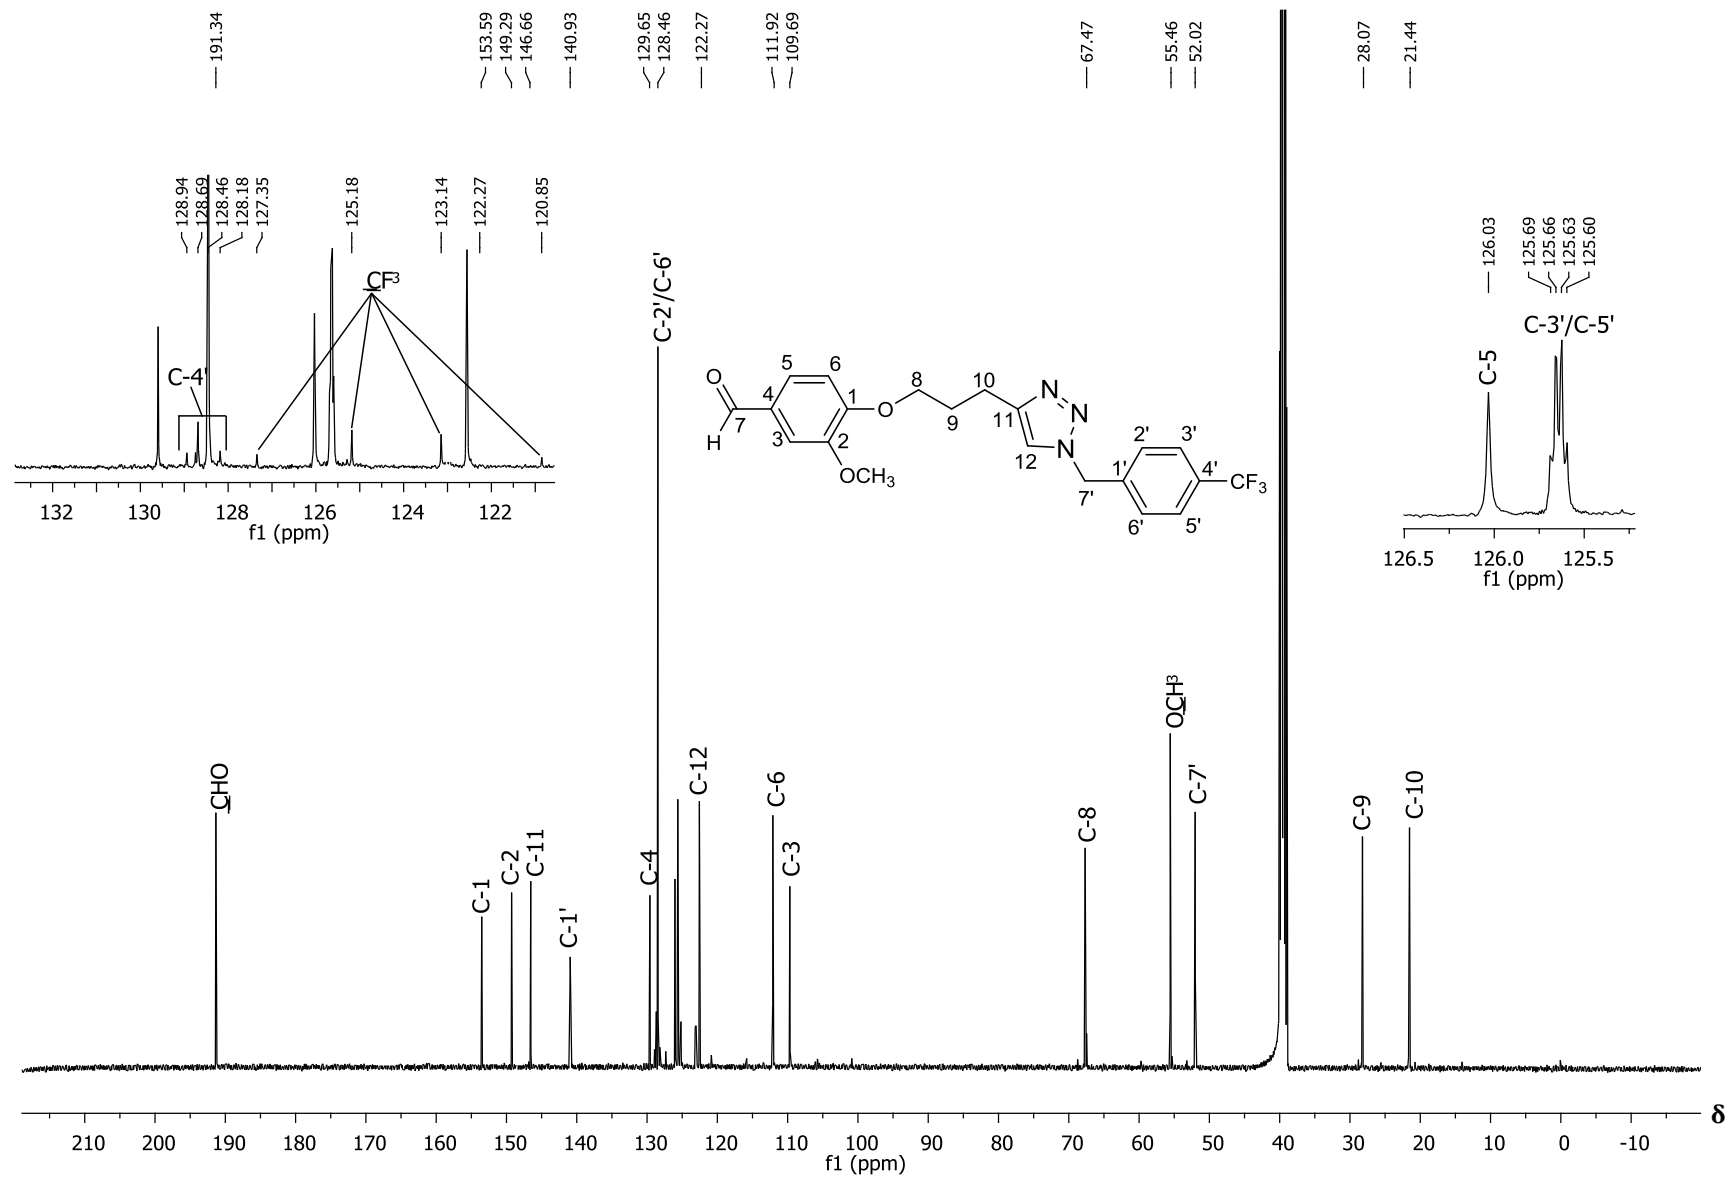 191.34
153.59
149.29
146.66
140.93
129.65
128.46
122.27
111.92
109.69
67.47
55.46
52.02
28.07
21.44
128.94
128.69
128.46
128.18
127.35
125.18
123.14
122.27
120.85
CF3
C-4'
132 130 128 126 124 122
f1 (ppm)
126.03
125.69
125.66
125.63
125.60
C-3'/C-5'
C-5
126.5 126.0 125.5
f1 (ppm)
O
H
7
4
5
6
1
3
2
OCH3
O
8
9
10
11
12
N
N
N
7'
1'
2'
3'
4'
5'
6'
CF3
CHO
C-1
C-2
C-11
C-1'
C-4
C-2'/C-6'
C-12
C-6
C-3
C-8
OCH3
C-7'
C-9
C-10
210 200 190 180 170 160 150 140 130 120 110 100 90 80 70 60 50 40 30 20 10 0 -10
δ
f1 (ppm)